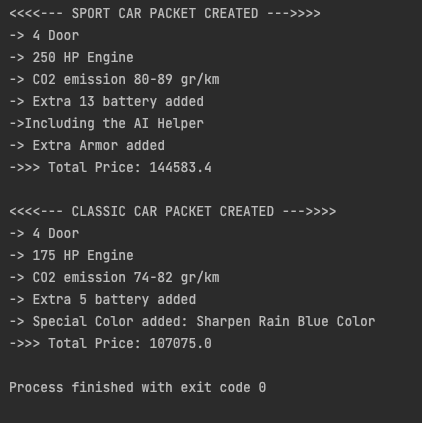 <<<<--- SPORT CAR PACKET CREATED --->>>>
-> 4 Door
-> 250 HP Engine
-> CO2 emission 80-89 gr/km
-> Extra 13 battery added
->Including the AI Helper
-> Extra Armor added
->>> Total Price: 144583.4

<<<<--- CLASSIC CAR PACKET CREATED --->>>>
-> 4 Door
-> 175 HP Engine
-> CO2 emission 74-82 gr/km
-> Extra 5 battery added
-> Special Color added: Sharpen Rain Blue Color
->>> Total Price: 107075.0

Process finished with exit code 0